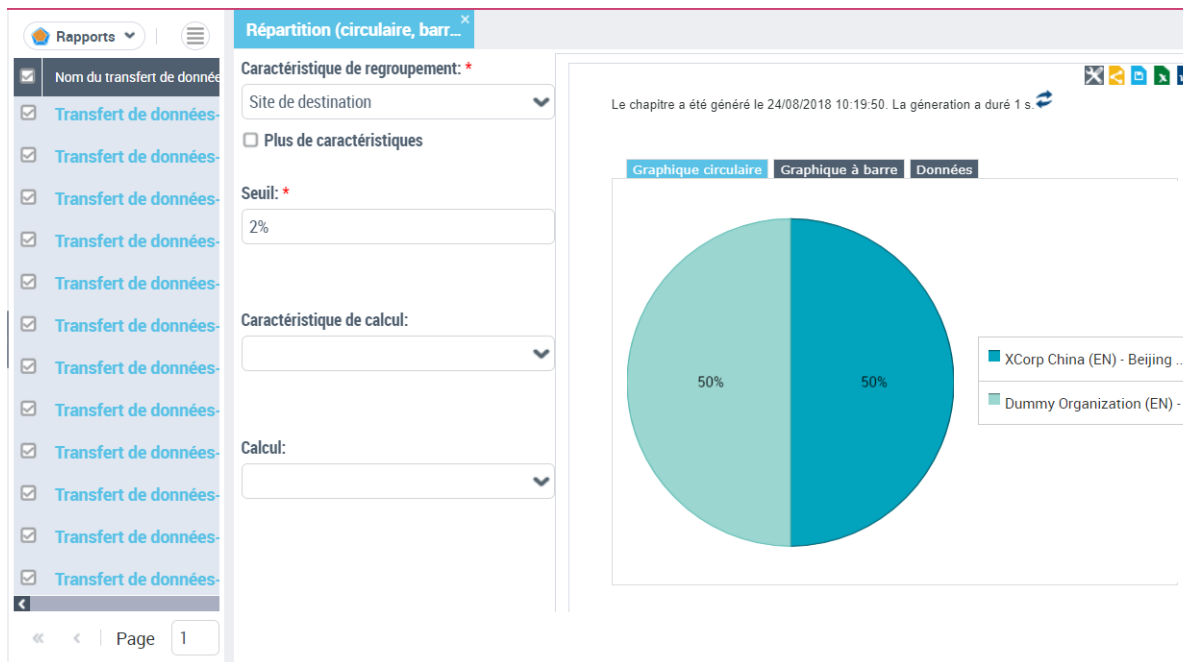 Rapports
Répartition (circulaire, barr...
Nom du transfert de donnée
Transfert de données-
Transfert de données-
Transfert de données-
Transfert de données-
Transfert de données-
Transfert de données-
Transfert de données-
Transfert de données-
Transfert de données-
Transfert de données-
Transfert de données-
Transfert de données-
Page 1
Caractéristique de regroupement: *
Site de destination
Plus de caractéristiques
Seuil: *
2%
Caractéristique de calcul:
Calcul:
Le chapitre a été généré le 24/08/2018 10:19:50. La géneration a duré 1 s.
Graphique circulaire
Graphique à barre
Données
50%
50%
XCorp China (EN) - Beijing ..
Dummy Organization (EN) -